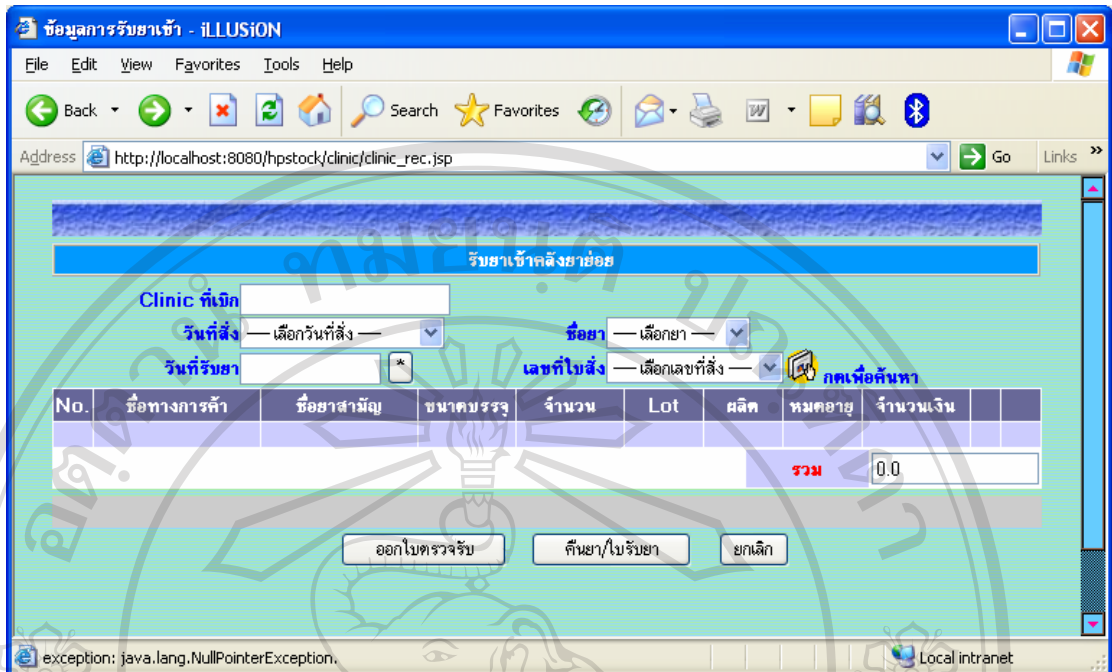 ข้อมูลการรับยาเข้า - iLLUSiON
File Edit View Favorites Tools Help
Back Search Favorites
Address http://localhost:8080/hpstock/clinic/clinic_rec.jsp Go Links »
รับยาเข้าคลังยาย่อย
Clinic ที่เบิก
วันที่สั่ง --- เลือกวันที่สั่ง --- ชื่อยา --- เลือกยา ---
วันที่รับยา * เลขที่ใบสั่ง --- เลือกเลขที่สั่ง --- กดเพื่อค้นหา
No. ชื่อทางการค้า ชื่อยาสามัญ ขนาดบรรจุ จำนวน Lot ผลิต หมดอายุ จำนวนเงิน
รวม 0.0
ออกใบตรวจรับ คืนยา/ใบรับยา ยกเลิก
exception: java.lang.NullPointerException. Local intranet